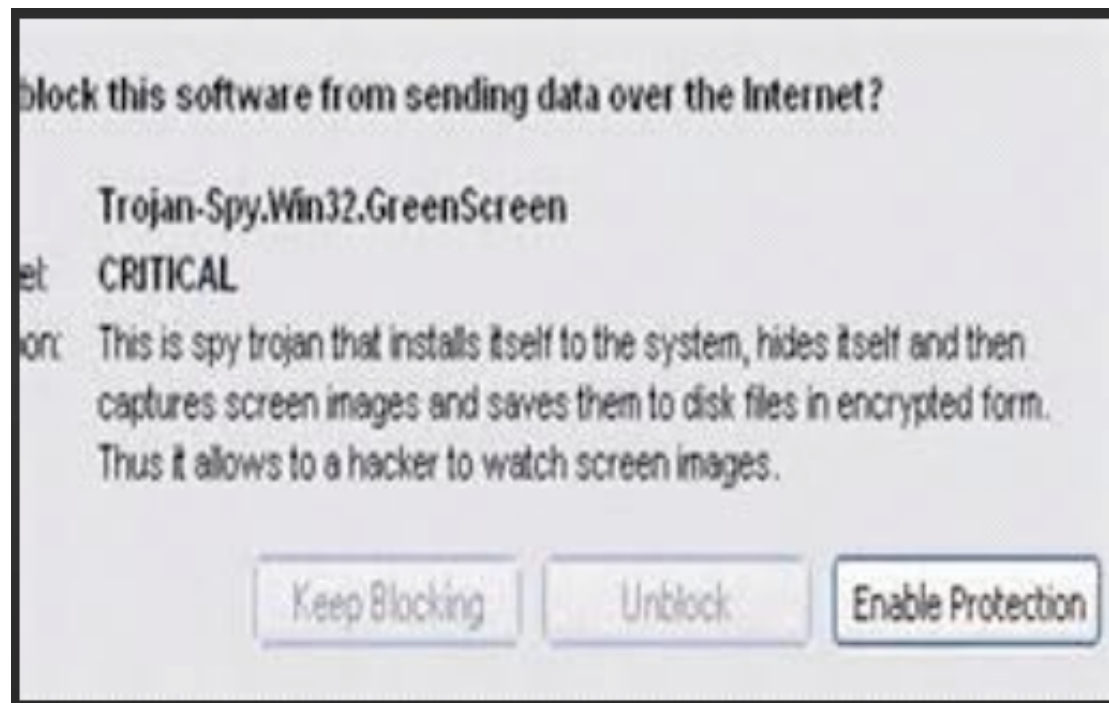 block this software from sending data over the Internet?
Trojan-Spy.Win32.GreenScreen
CRITICAL
This is spy trojan that installs itself to the system, hides itself and then
captures screen images and saves them to disk files in encrypted form.
Thus it allows to a hacker to watch screen images.
Keep Blocking Unblock Enable Protection